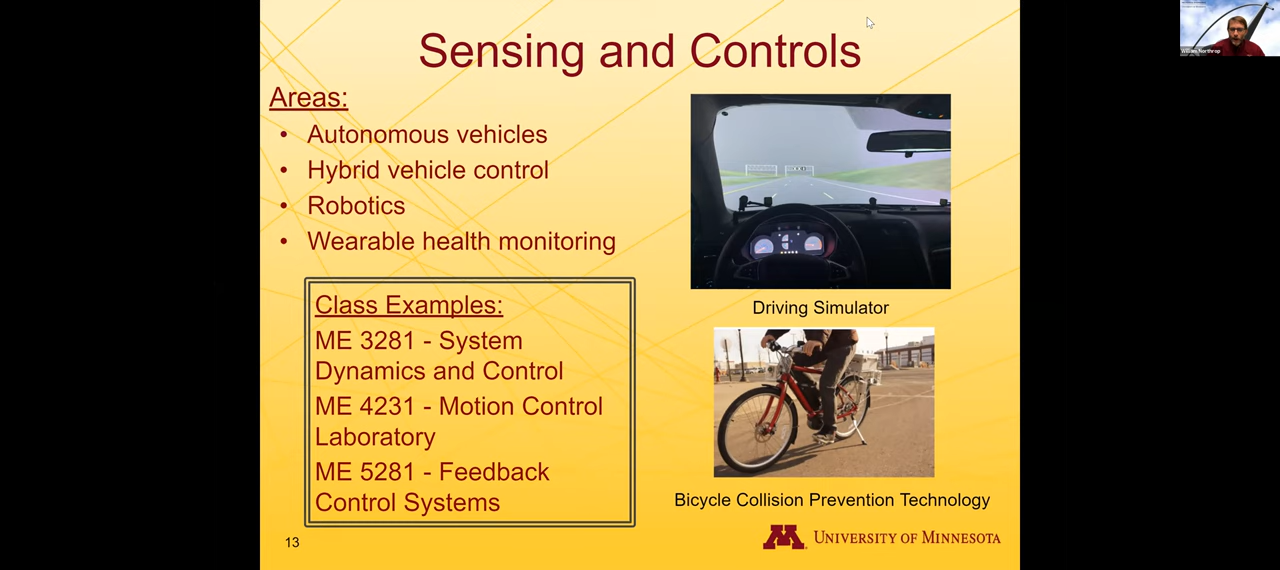 Sensing and Controls
Areas:
• Autonomous vehicles
• Hybrid vehicle control
• Robotics
• Wearable health monitoring
Class Examples:
ME 3281 - System
Dynamics and Control
ME 4231 - Motion Control
Laboratory
ME 5281 - Feedback
Control Systems
Driving Simulator
Bicycle Collision Prevention Technology
13
M
UNIVERSITY OF MINNESOTA
William Northrop